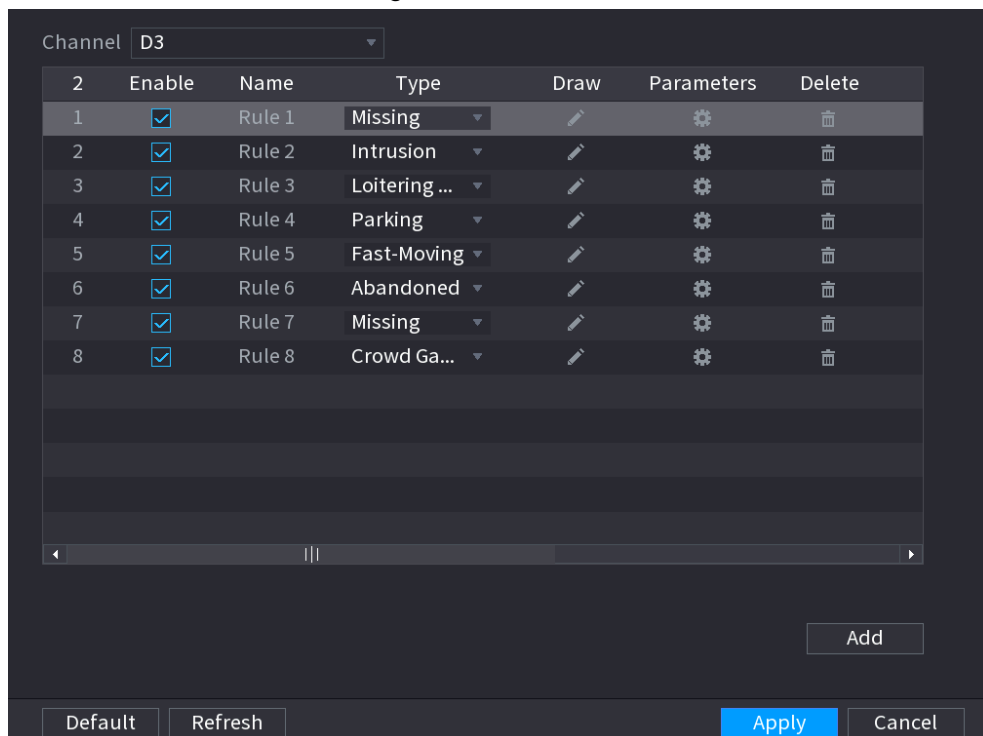 Channel D3
2 Enable Name Type Draw Parameters Delete
1 Rule 1 Missing
2 Rule 2 Intrusion
3 Rule 3 Loitering ...
4 Rule 4 Parking
5 Rule 5 Fast-Moving
6 Rule 6 Abandoned
7 Rule 7 Missing
8 Rule 8 Crowd Ga...
Add
Default Refresh Apply Cancel